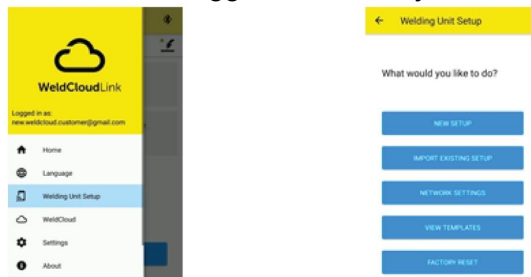 WeldCloudLink
Logged in as:
new.weldcloud.customer@gmail.com
Home
Language
Welding Unit Setup
WeldCloud
Settings
About
Welding Unit Setup
What would you like to do?
NEW SETUP
IMPORT EXISTING SETUP
NETWORK SETTINGS
VIEW TEMPLATES
FACTORY RESET